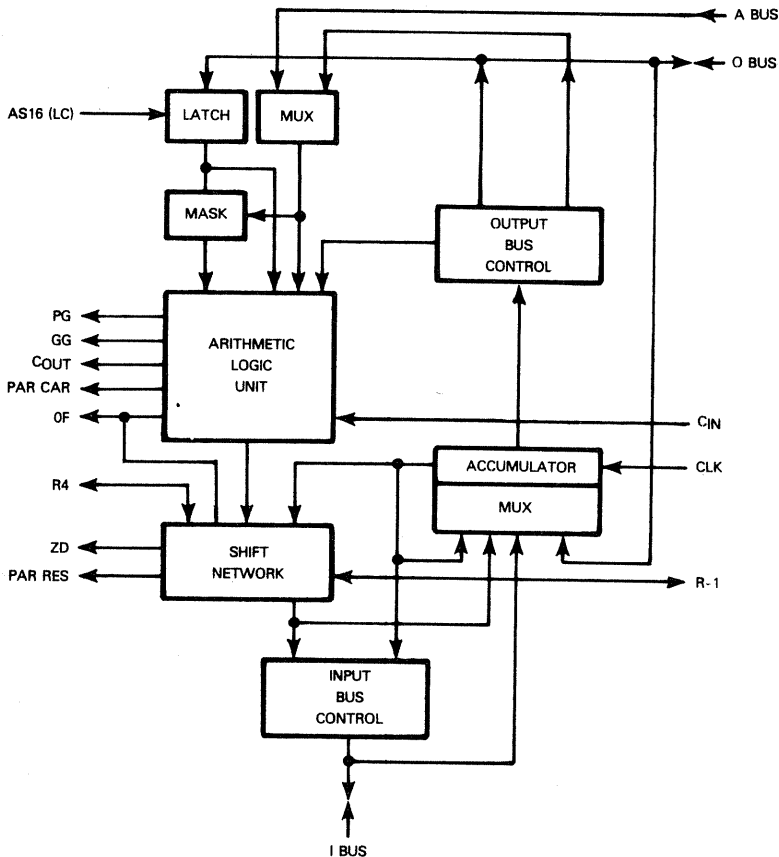 A BUS
O BUS
AS16 (LC)
LATCH
MUX
MASK
OUTPUT
BUS
CONTROL
PG
GG
COUT
PAR CAR
OF
ARITHMETIC
LOGIC
UNIT
CIN
ACCUMULATOR
CLK
MUX
R4
ZD
PAR RES
SHIFT
NETWORK
R-1
INPUT
BUS
CONTROL
I BUS